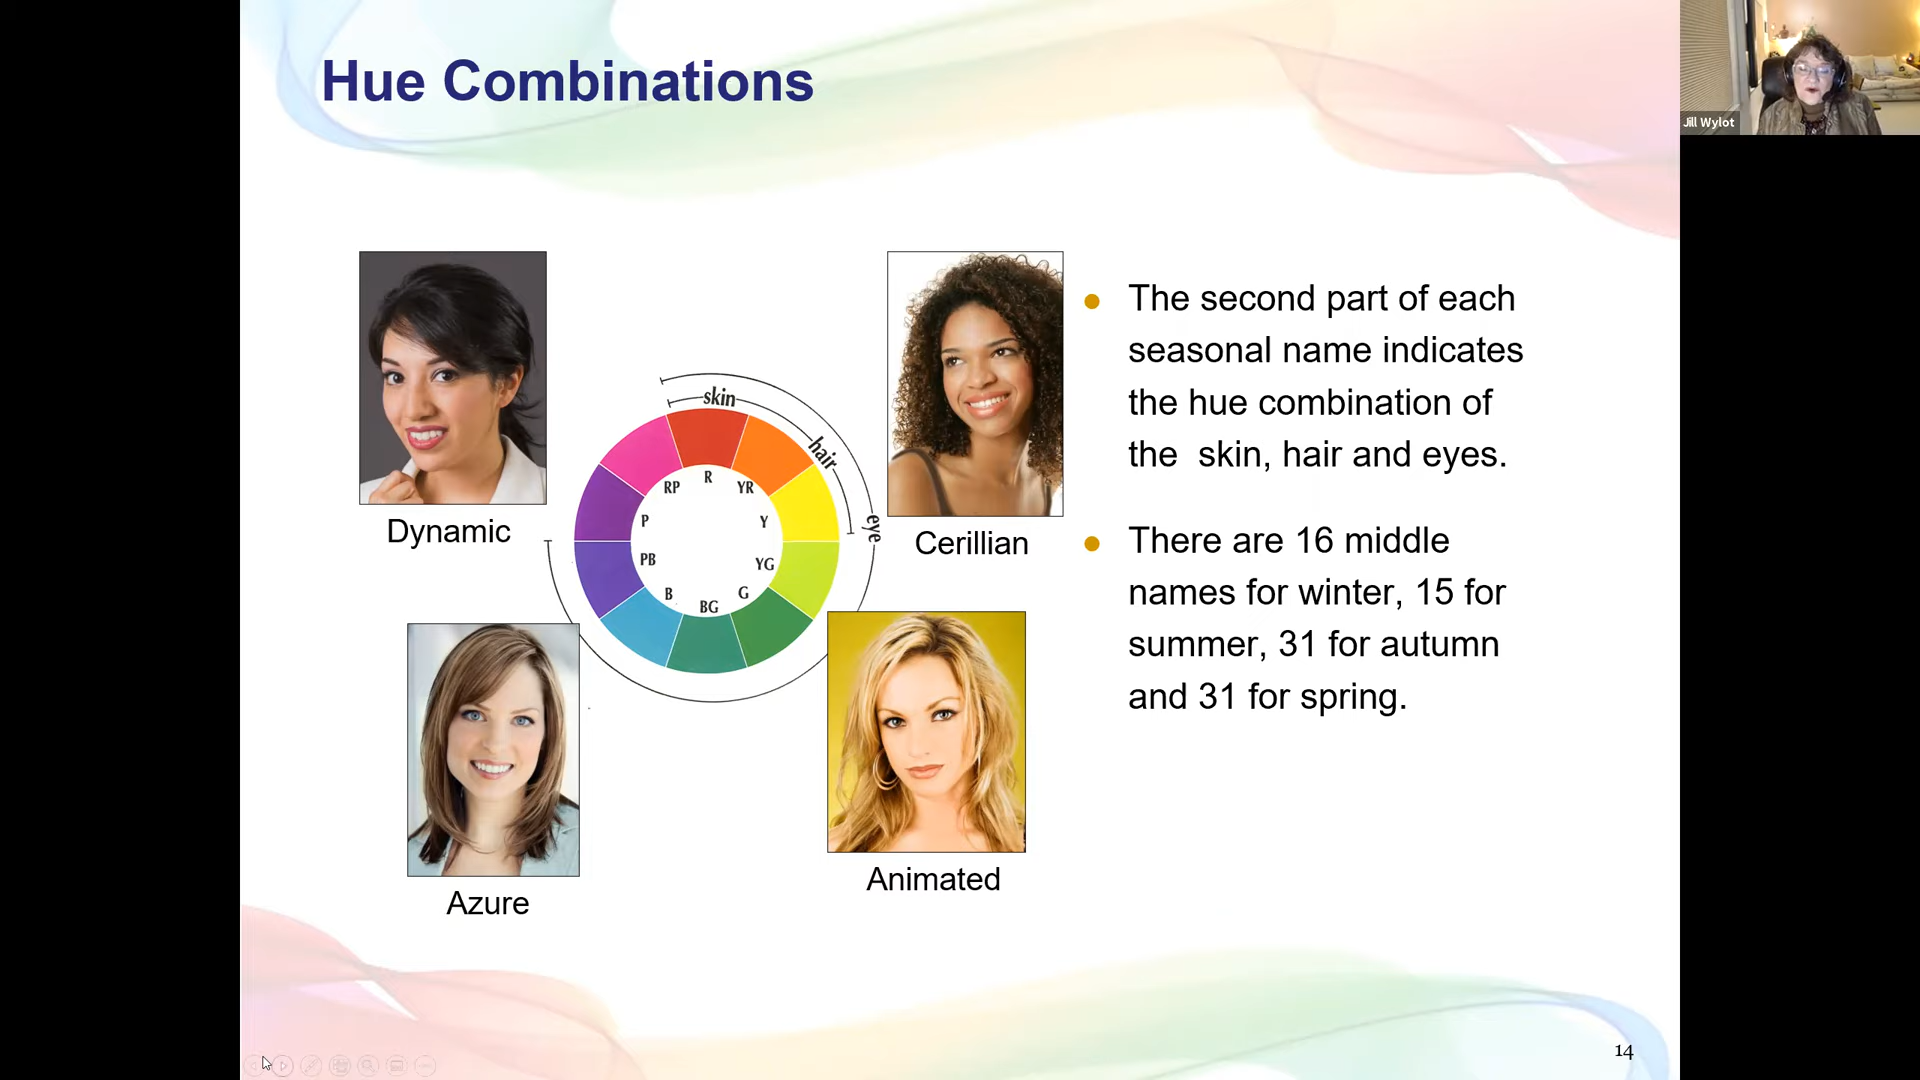 Hue Combinations
Jill Wylot
Dynamic
Cerillian
Azure
Animated
skin
hair
eye
R
YR
Y
YG
G
BG
B
PB
P
RP
The second part of each
seasonal name indicates
the hue combination of
the skin, hair and eyes.
There are 16 middle
names for winter, 15 for
summer, 31 for autumn
and 31 for spring.
14